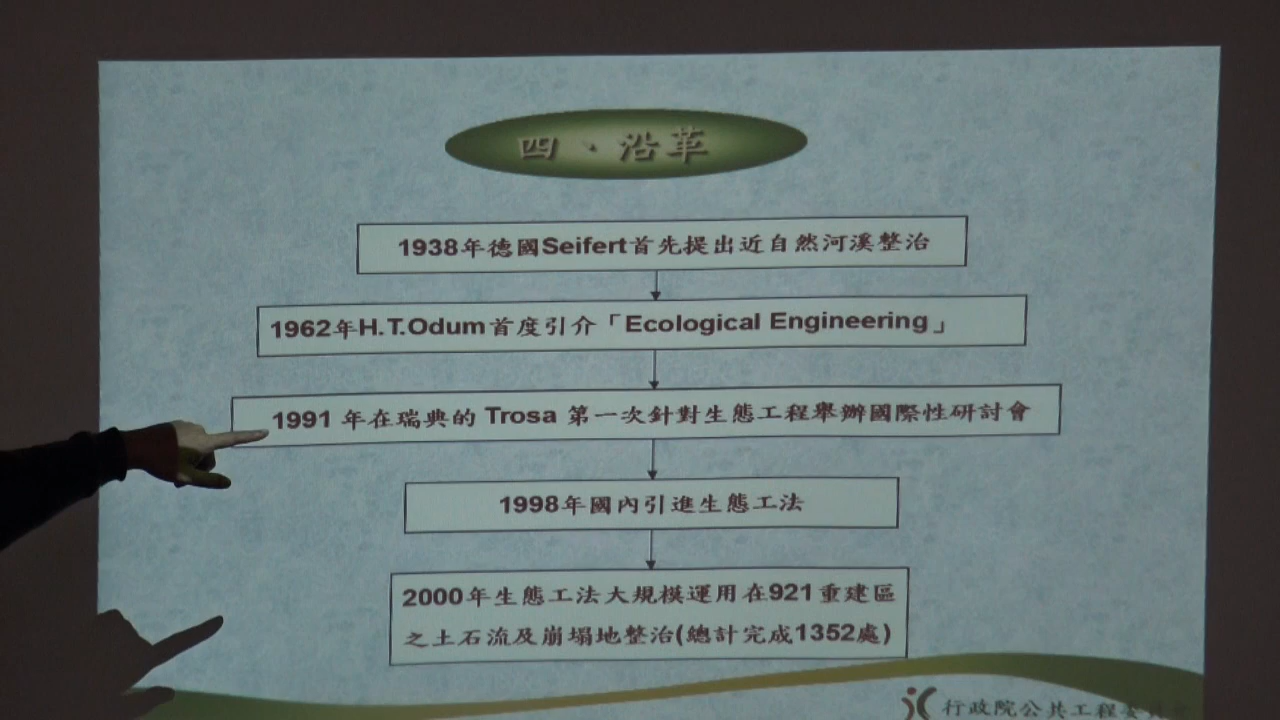 四、沿革
1938年德國Seifert首先提出近自然河溪整治
1962年H.T.Odum首度引介「Ecological Engineering」
1991 年在瑞典的 Trosa 第一次針對生態工程舉辦國際性研討會
1998年國內引進生態工法
2000年生態工法大規模運用在921重建區
之土石流及崩塌地整治(總計完成1352處)
行政院公共工程委員會